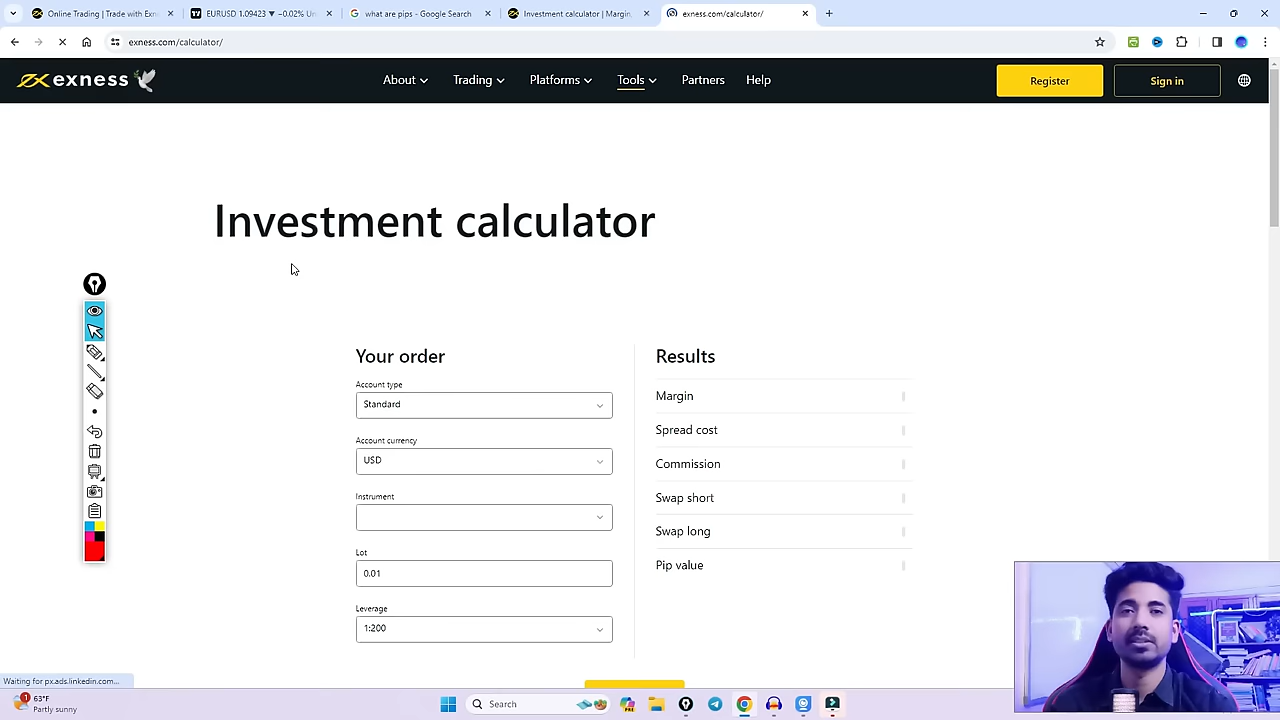 Online Trading | Trade with Exn
EURUSD 1.09423 ▼ −0.02% Un
what are pips - Google Sear
Investment calculator | Margin,
exness.com/calculator/
exness.com/calculator/
exness
About
Trading
Platforms
Tools
Partners
Help
Register
Sign in
Investment calculator
Your order
Account type
Standard
Account currency
USD
Instrument
Lot
0.01
Leverage
1:200
Results
Margin
Spread cost
Commission
Swap short
Swap long
Pip value
Waiting for px.ads.linkedin.com...
1
63°F
Partly sunny
Search